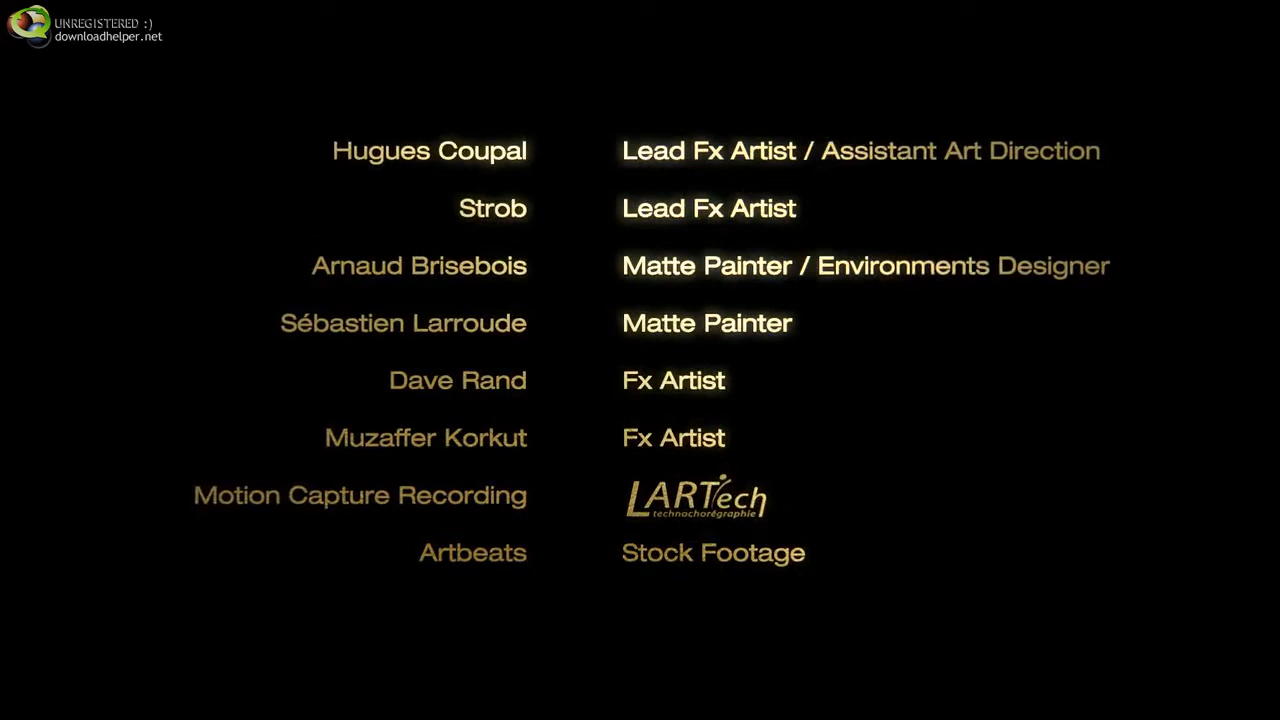 UNREGISTERED :)
downloadhelper.net
Hugues Coupal Lead Fx Artist / Assistant Art Direction
Strob Lead Fx Artist
Arnaud Brisebois Matte Painter / Environments Designer
Sébastien Larroude Matte Painter
Dave Rand Fx Artist
Muzaffer Korkut Fx Artist
Motion Capture Recording LARTech
technochorégraphie
Artbeats Stock Footage